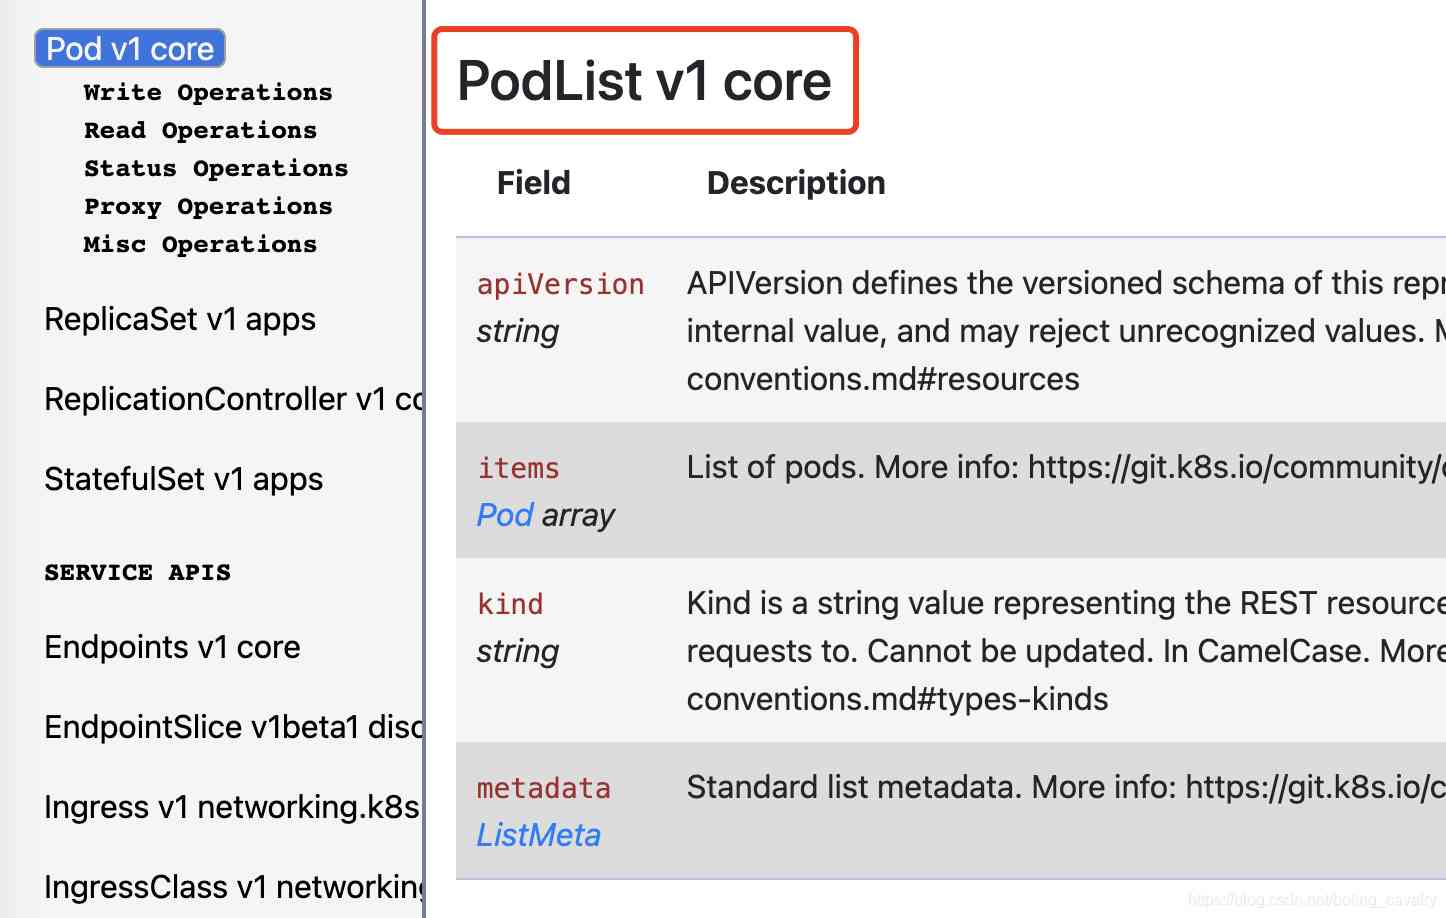 Pod v1 core
Write Operations
Read Operations
Status Operations
Proxy Operations
Misc Operations
ReplicaSet v1 apps
ReplicationController v1 co
StatefulSet v1 apps
SERVICE APIS
Endpoints v1 core
EndpointSlice v1beta1 disc
Ingress v1 networking.k8s
IngressClass v1 networking
PodList v1 core
Field Description
apiVersion APIVersion defines the versioned schema of this repr
string internal value, and may reject unrecognized values. M
conventions.md#resources
items List of pods. More info: https://git.k8s.io/community/c
Pod array
kind Kind is a string value representing the REST resource
string requests to. Cannot be updated. In CamelCase. More
conventions.md#types-kinds
metadata Standard list metadata. More info: https://git.k8s.io/c
ListMeta
https://blog.csdn.net/boling_cavalry